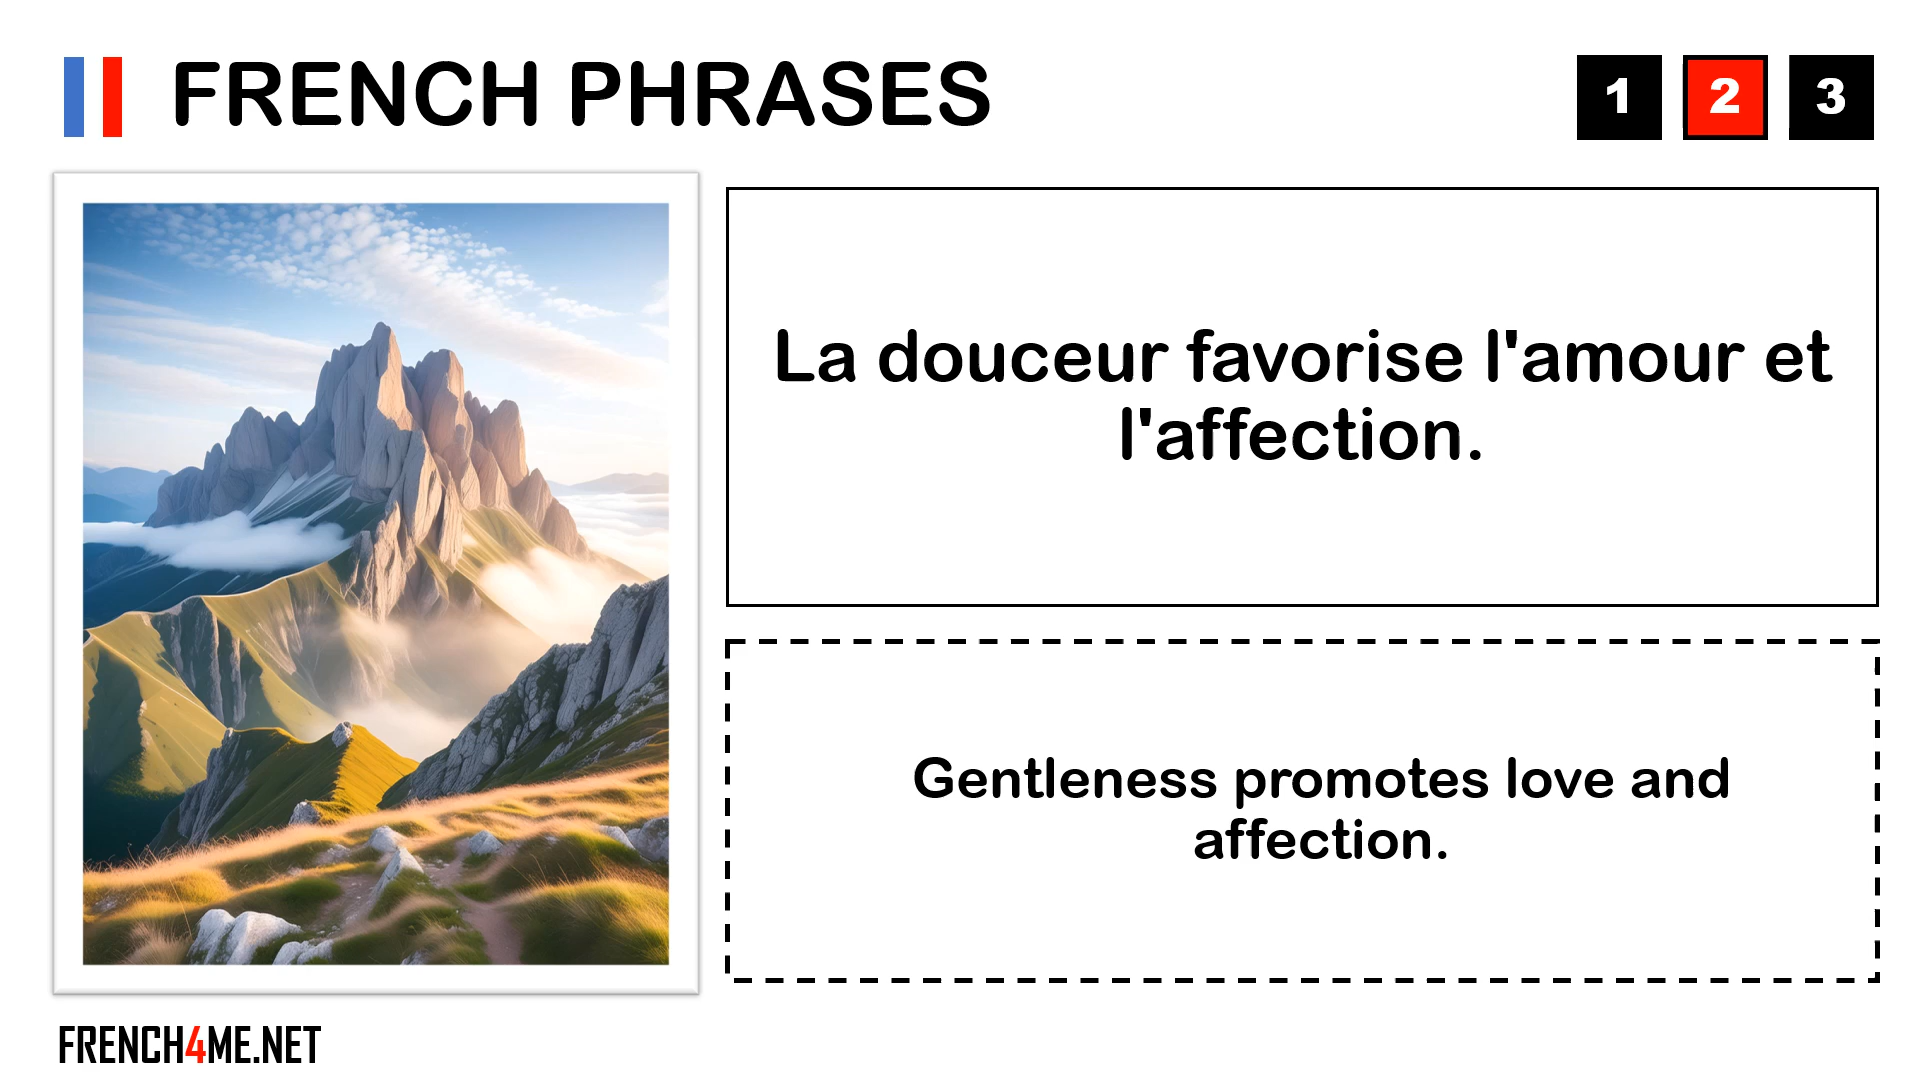 FRENCH PHRASES
1 2 3
La douceur favorise l'amour et
l'affection.
Gentleness promotes love and
affection.
FRENCH4ME.NET